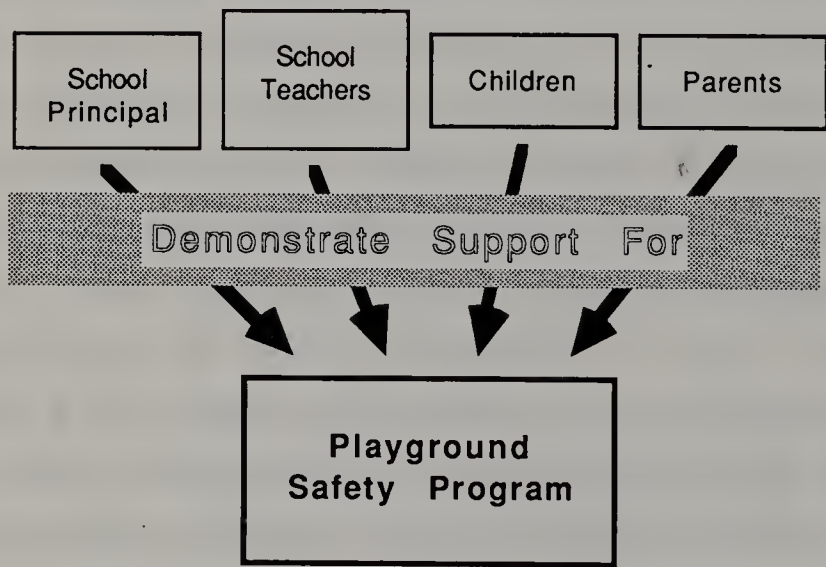 School
Principal
School
Teachers
Children
Parents
Demonstrate Support For
Playground
Safety Program